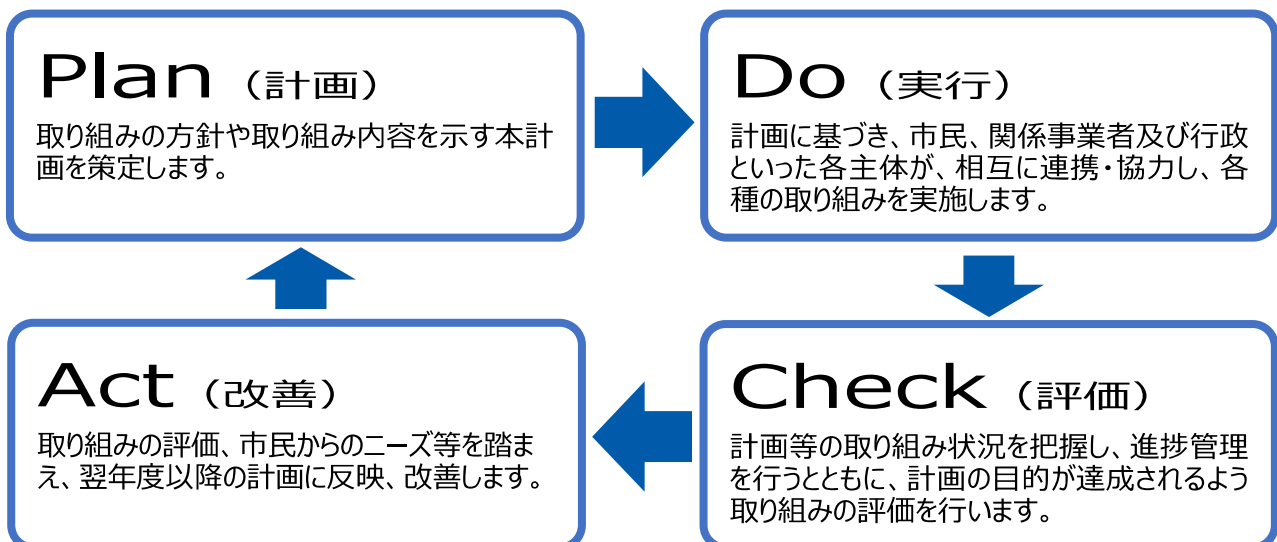 Plan（計画）
取り組みの方針や取り組み内容を示す本計
画を策定します。
Do（実行）
計画に基づき、市民、関係事業者及び行政
といった各主体が、相互に連携・協力し、各
種の取り組みを実施します。
Check（評価）
計画等の取り組み状況を把握し、進捗管理
を行うとともに、計画の目的が達成されるよう
取り組みの評価を行います。
Act（改善）
取り組みの評価、市民からのニーズ等を踏ま
え、翌年度以降の計画に反映、改善します。